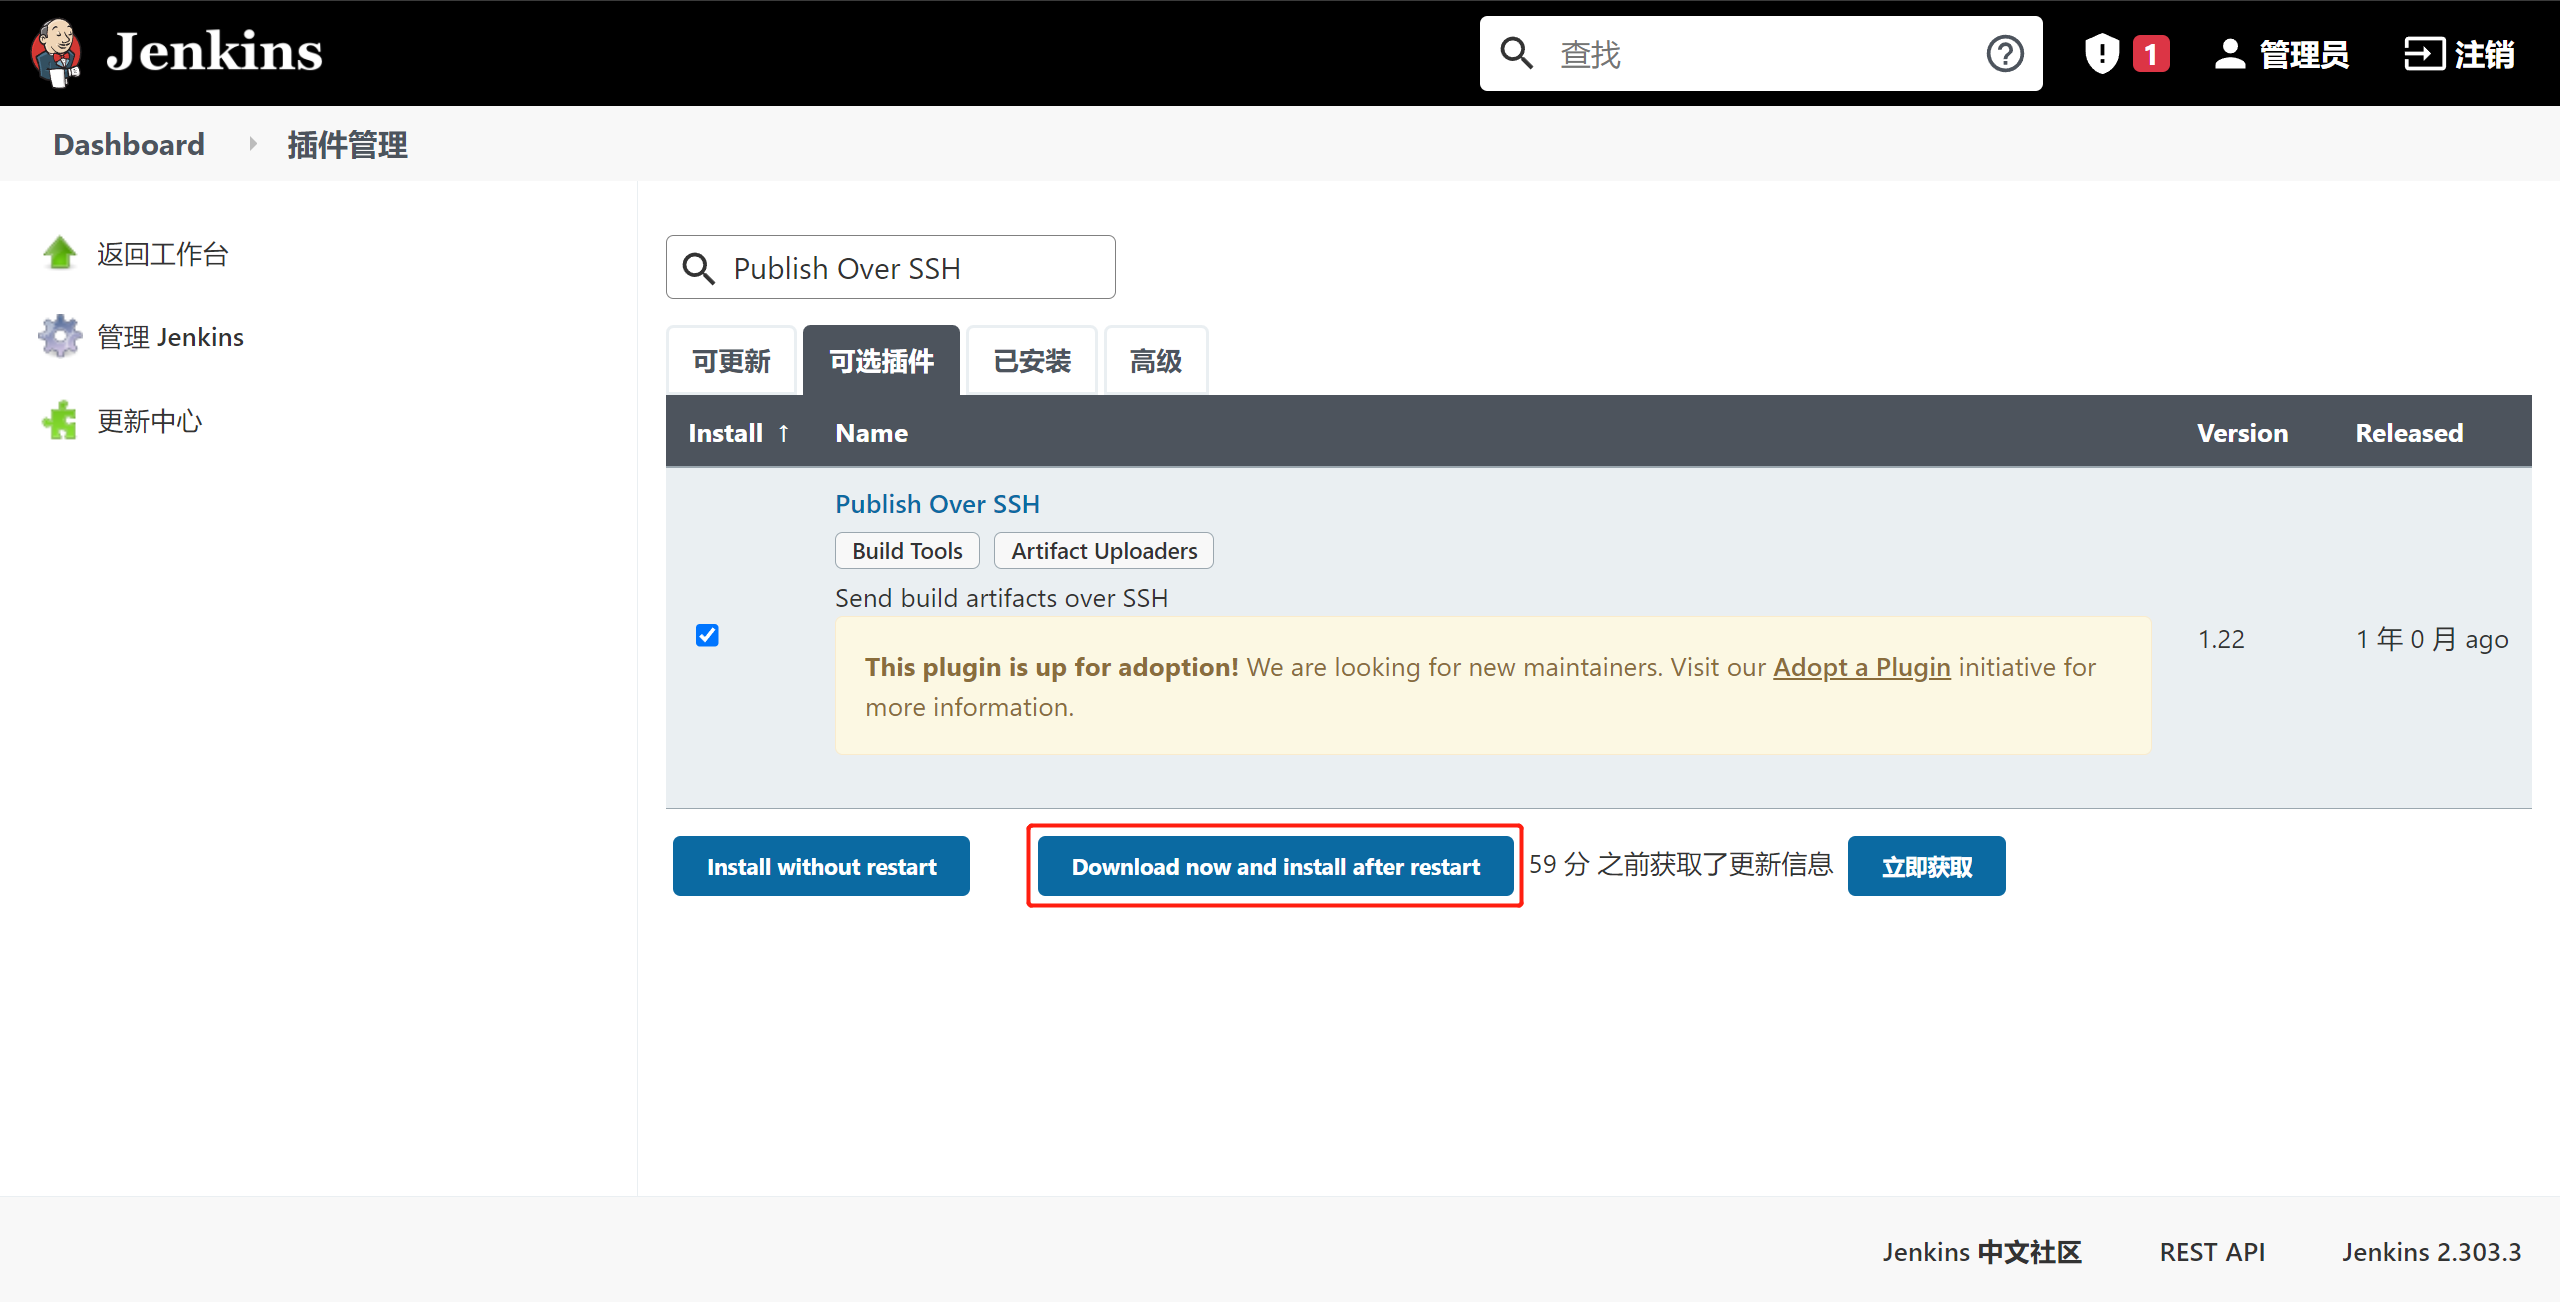 Jenkins
查找
1
管理员
注销
Dashboard
插件管理
返回工作台
管理 Jenkins
更新中心
Publish Over SSH
可更新
可选插件
已安装
高级
Install ↑
Name
Version
Released
Publish Over SSH
Build Tools
Artifact Uploaders
Send build artifacts over SSH
This plugin is up for adoption! We are looking for new maintainers. Visit our Adopt a Plugin initiative for
more information.
1.22
1 年 0 月 ago
Install without restart
Download now and install after restart
59 分 之前获取了更新信息
立即获取
Jenkins 中文社区
REST API
Jenkins 2.303.3